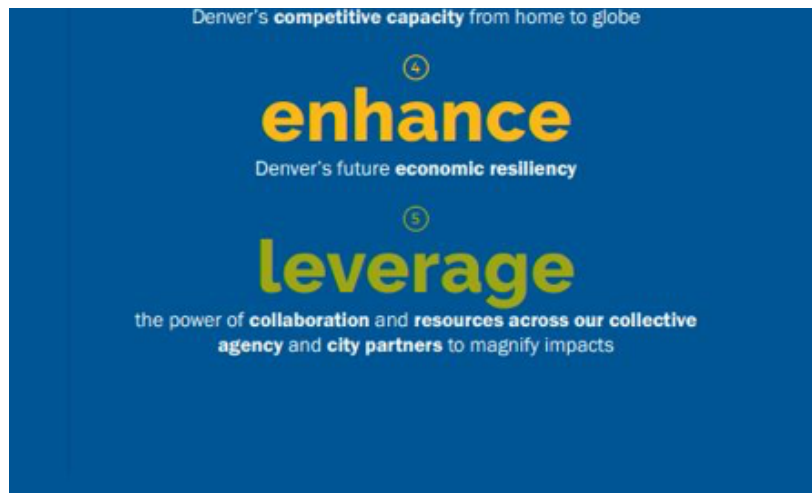 Denver's competitive capacity from home to globe
4
enhance
Denver's future economic resiliency
5
leverage
the power of collaboration and resources across our collective
agency and city partners to magnify impacts